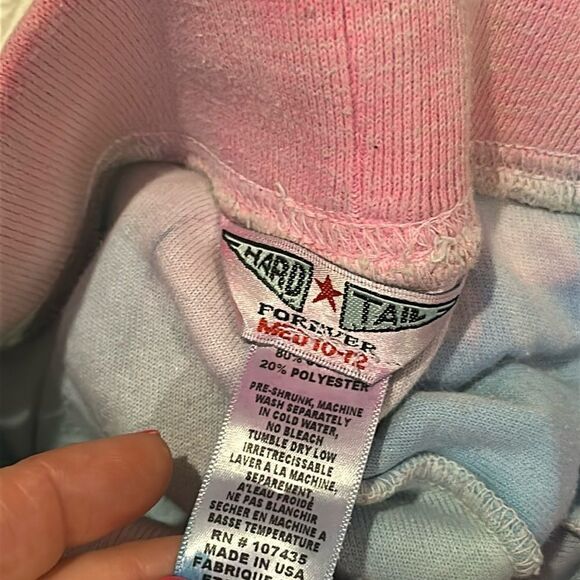 HARD TAIL
FOREVER
MED 10-12
80%
20% POLYESTER
PRE-SHRUNK, MACHINE
WASH SEPARATELY
IN COLD WATER,
NO BLEACH
TUMBLE DRY LOW
IRRETRECISSABLE
LAVER A LA MACHINE,
SEPAREMENT,
A'LEAU FROIDE
NE PAS BLANCHIR
SECHER EN MACHINE A
BASSE TEMPERATURE
RN # 107435
MADE IN USA